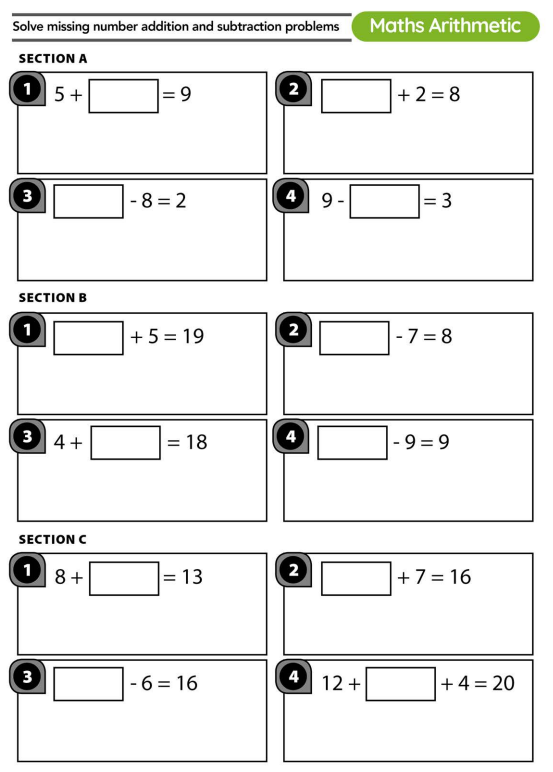 Solve missing number addition and subtraction problems
Maths Arithmetic
SECTION A
1 5 + = 9
2 + 2 = 8
3 - 8 = 2
4 9 - = 3
SECTION B
1 + 5 = 19
2 - 7 = 8
3 4 + = 18
4 - 9 = 9
SECTION C
1 8 + = 13
2 + 7 = 16
3 - 6 = 16
4 12 + + 4 = 20